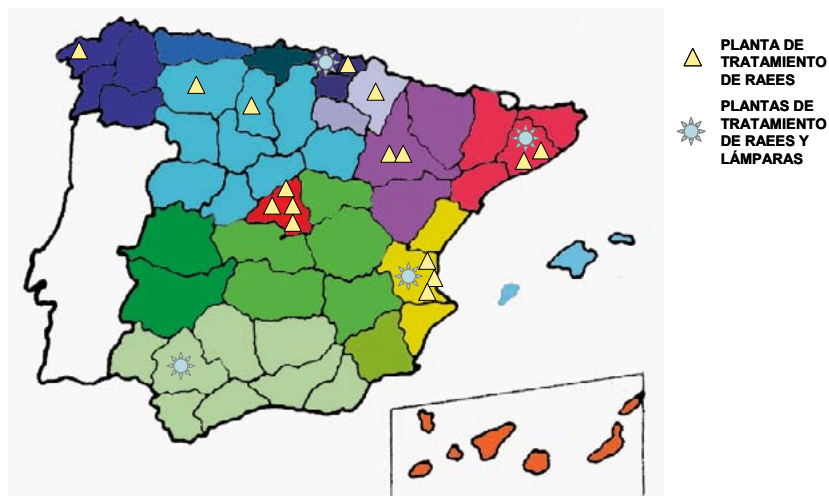 PLANTA DE
TRATAMIENTO
DE RAEES
PLANTAS DE
TRATAMIENTO
DE RAEES Y
LÁMPARAS